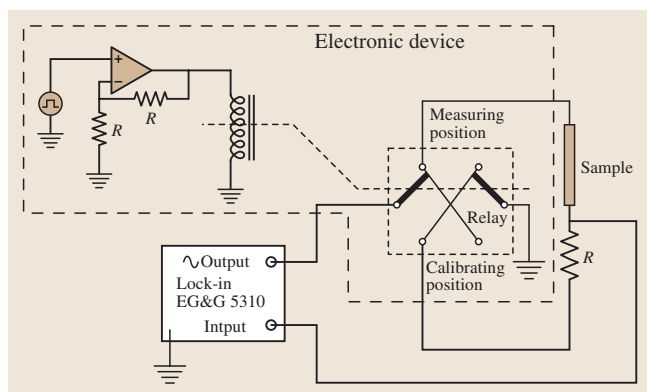 Electronic device
R
R
Measuring
position
Sample
Relay
R
Output
Lock-in
EG&G 5310
Intput
Calibrating
position